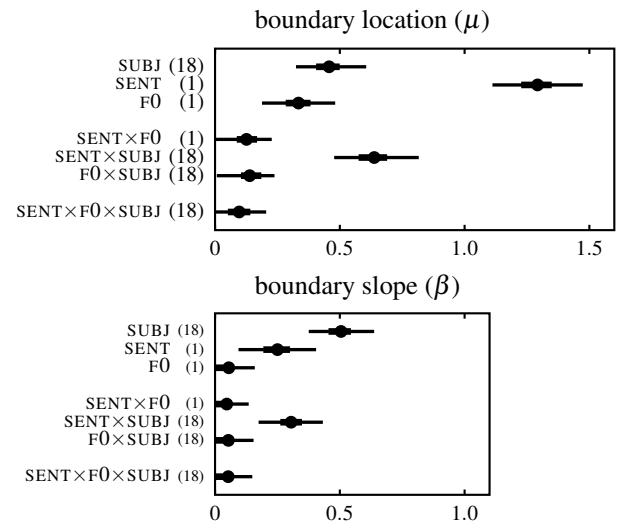 boundary location (μ)
SUBJ (18)
SENT (1)
F0 (1)
SENT×F0 (1)
SENT×SUBJ (18)
F0×SUBJ (18)
SENT×F0×SUBJ (18)
0 0.5 1.0 1.5
boundary slope (β)
SUBJ (18)
SENT (1)
F0 (1)
SENT×F0 (1)
SENT×SUBJ (18)
F0×SUBJ (18)
SENT×F0×SUBJ (18)
0 0.5 1.0